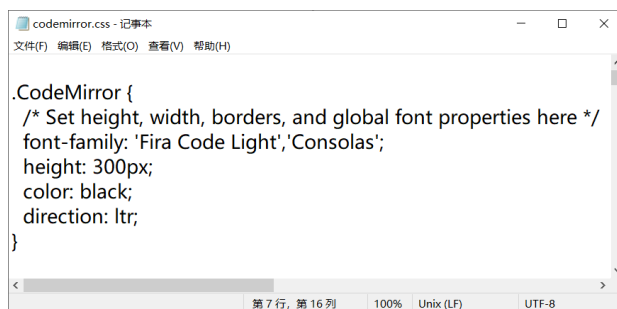 codemirror.css - 记事本
文件(F) 编辑(E) 格式(O) 查看(V) 帮助(H)
.CodeMirror {
  /* Set height, width, borders, and global font properties here */
  font-family: 'Fira Code Light','Consolas';
  height: 300px;
  color: black;
  direction: ltr;
}
第 7 行，第 16 列 100% Unix (LF) UTF-8